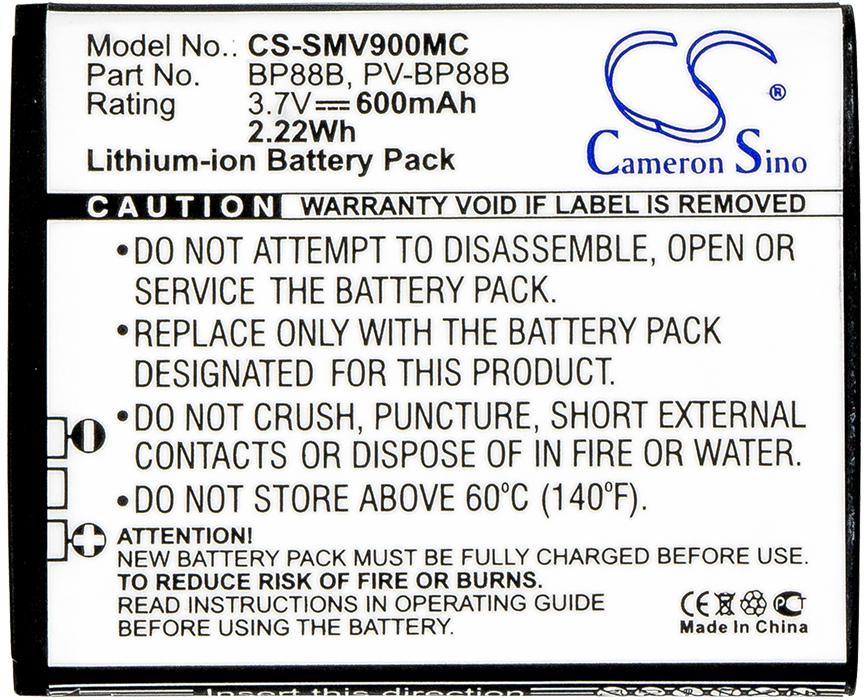 Model No.: CS-SMV900MC
Part No. BP88B, PV-BP88B
Rating 3.7V 600mAh
2.22Wh
Lithium-ion Battery Pack
CS ®
Cameron Sino
CAUTION WARRANTY VOID IF LABEL IS REMOVED
•DO NOT ATTEMPT TO DISASSEMBLE, OPEN OR
SERVICE THE BATTERY PACK.
•REPLACE ONLY WITH THE BATTERY PACK
DESIGNATED FOR THIS PRODUCT.
•DO NOT CRUSH, PUNCTURE, SHORT EXTERNAL
CONTACTS OR DISPOSE OF IN FIRE OR WATER.
•DO NOT STORE ABOVE 60°C (140°F).
ATTENTION!
NEW BATTERY PACK MUST BE FULLY CHARGED BEFORE USE.
TO REDUCE RISK OF FIRE OR BURNS.
READ INSTRUCTIONS IN OPERATING GUIDE
BEFORE USING THE BATTERY.
CE
Made In China